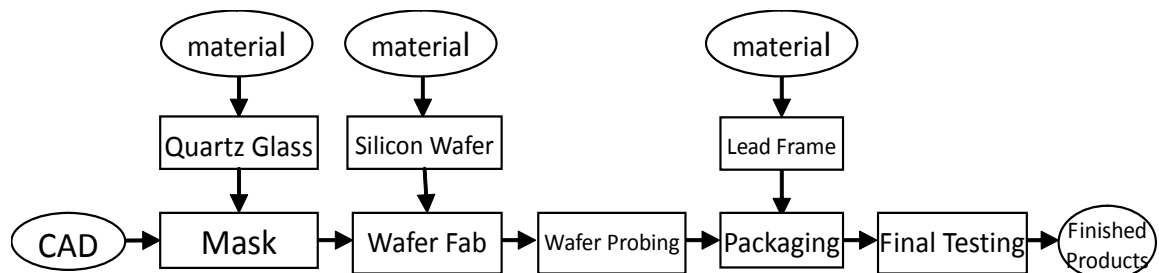 material
material
material
Quartz Glass
Silicon Wafer
Lead Frame
CAD
Mask
Wafer Fab
Wafer Probing
Packaging
Final Testing
Finished
Products